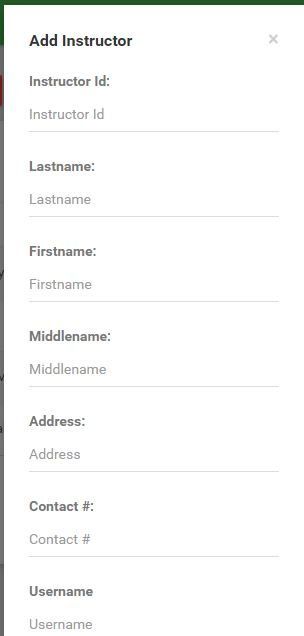 Add Instructor ×
Instructor Id:
Instructor Id
Lastname:
Lastname
Firstname:
Firstname
Middlename:
Middlename
Address:
Address
Contact #:
Contact #
Username
Username